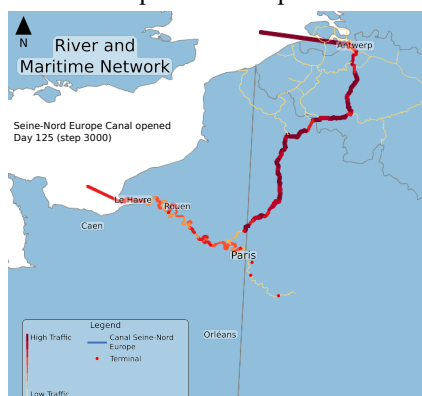 N
River and
Maritime Network
Antwerp
Seine-Nord Europe Canal opened
Day 125 (step 3000)
Le Havre
Rouen
Caen
Paris
Orléans
Legend
High Traffic
Canal Seine-Nord
Europe
Terminal
Low Traffic